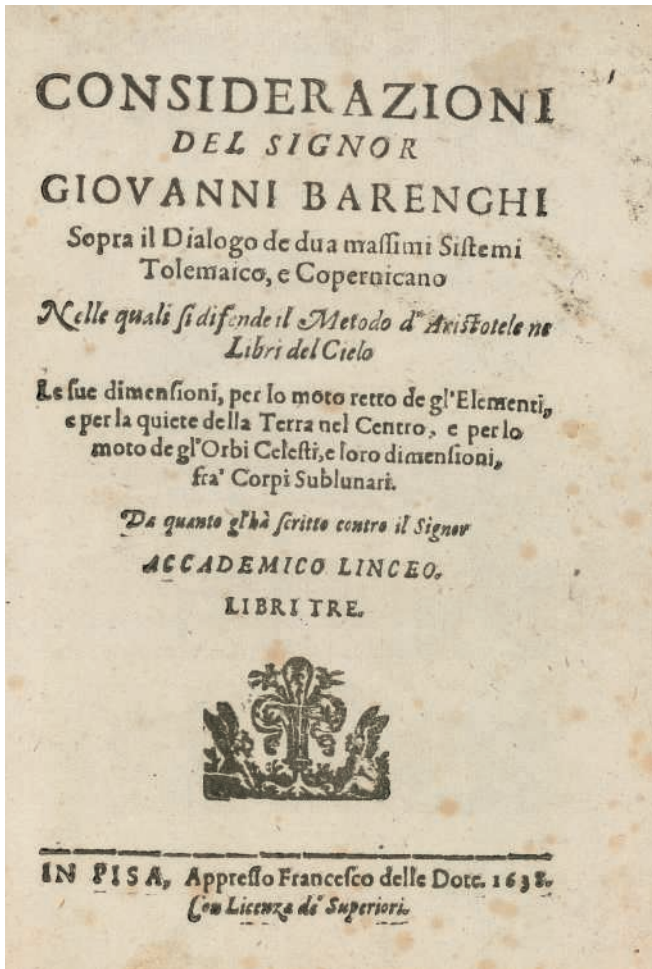 CONSIDERAZIONI
DEL SIGNOR
GIOVANNI BARENGHI
Sopra il Dialogo de dua maſſimi Siſtemi
Tolemaico, e Copernicano
Nelle quali ſi difende il Metodo d'Ariſtotele ne
Libri del Cielo
Le ſue dimenſioni, per lo moto retto de gl'Elementi,
e per la quiete della Terra nel Centro, e per lo
moto de gl'Orbi Celeſti, e loro dimenſioni,
fra' Corpi Sublunari.
Da quanto gl'hà ſcritto contro il Signor
ACCADEMICO LINCEO.
LIBRI TRE.
IN PISA, Appreſſo Franceſco delle Dote. 1638.
Con Licenza de' Superiori.